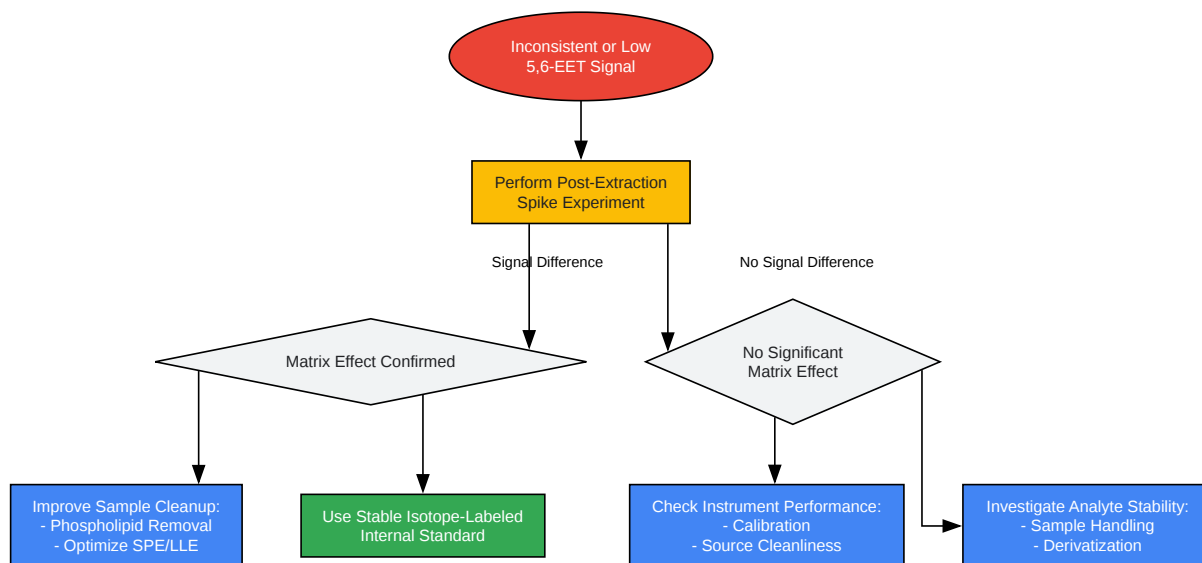 Inconsistent or Low
5,6-EET Signal
Perform Post-Extraction
Spike Experiment
Signal Difference
No Signal Difference
Matrix Effect Confirmed
No Significant
Matrix Effect
Improve Sample Cleanup:
- Phospholipid Removal
- Optimize SPE/LLE
Use Stable Isotope-Labeled
Internal Standard
Check Instrument Performance:
- Calibration
- Source Cleanliness
Investigate Analyte Stability:
- Sample Handling
- Derivatization